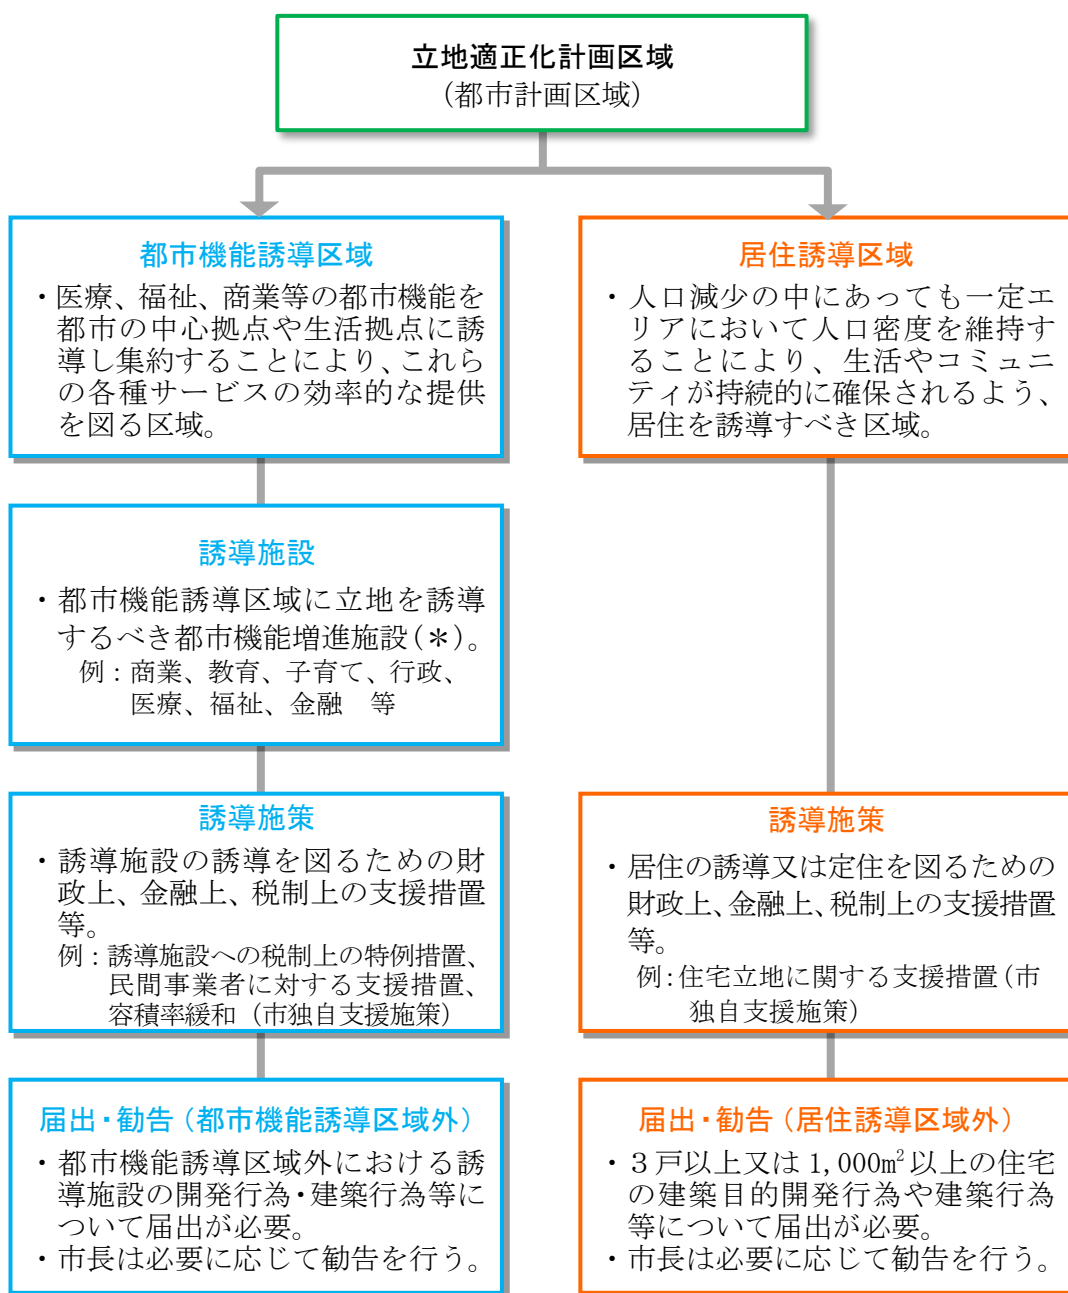 立地適正化計画区域
（都市計画区域）
都市機能誘導区域
・医療、福祉、商業等の都市機能を
都市の中心拠点や生活拠点に誘
導し集約することにより、これら
の各種サービスの効率的な提供
を図る区域。
誘導施設
・都市機能誘導区域に立地を誘導
するべき都市機能増進施設(＊)。
例：商業、教育、子育て、行政、
医療、福祉、金融　等
誘導施策
・誘導施設の誘導を図るための財
政上、金融上、税制上の支援措置
等。
例：誘導施設への税制上の特例措置、
民間事業者に対する支援措置、
容積率緩和（市独自支援施策）
届出・勧告（都市機能誘導区域外）
・都市機能誘導区域外における誘
導施設の開発行為・建築行為等に
ついて届出が必要。
・市長は必要に応じて勧告を行う。
居住誘導区域
・人口減少の中にあっても一定エ
リアにおいて人口密度を維持す
ることにより、生活やコミュニ
ティが持続的に確保されるよう、
居住を誘導すべき区域。
誘導施策
・居住の誘導又は定住を図るための
財政上、金融上、税制上の支援措置
等。
例：住宅立地に関する支援措置（市
独自支援施策）
届出・勧告（居住誘導区域外）
・３戸以上又は 1,000m²以上の住宅
の建築目的開発行為や建築行為
等について届出が必要。
・市長は必要に応じて勧告を行う。